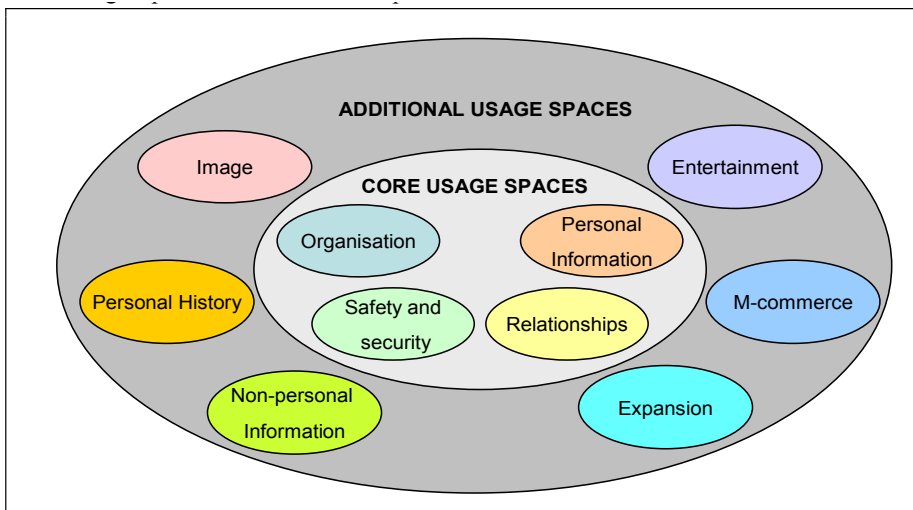 ADDITIONAL USAGE SPACES
Image
Entertainment
CORE USAGE SPACES
Organisation
Personal
Information
Personal History
Safety and
security
Relationships
M-commerce
Non-personal
Information
Expansion